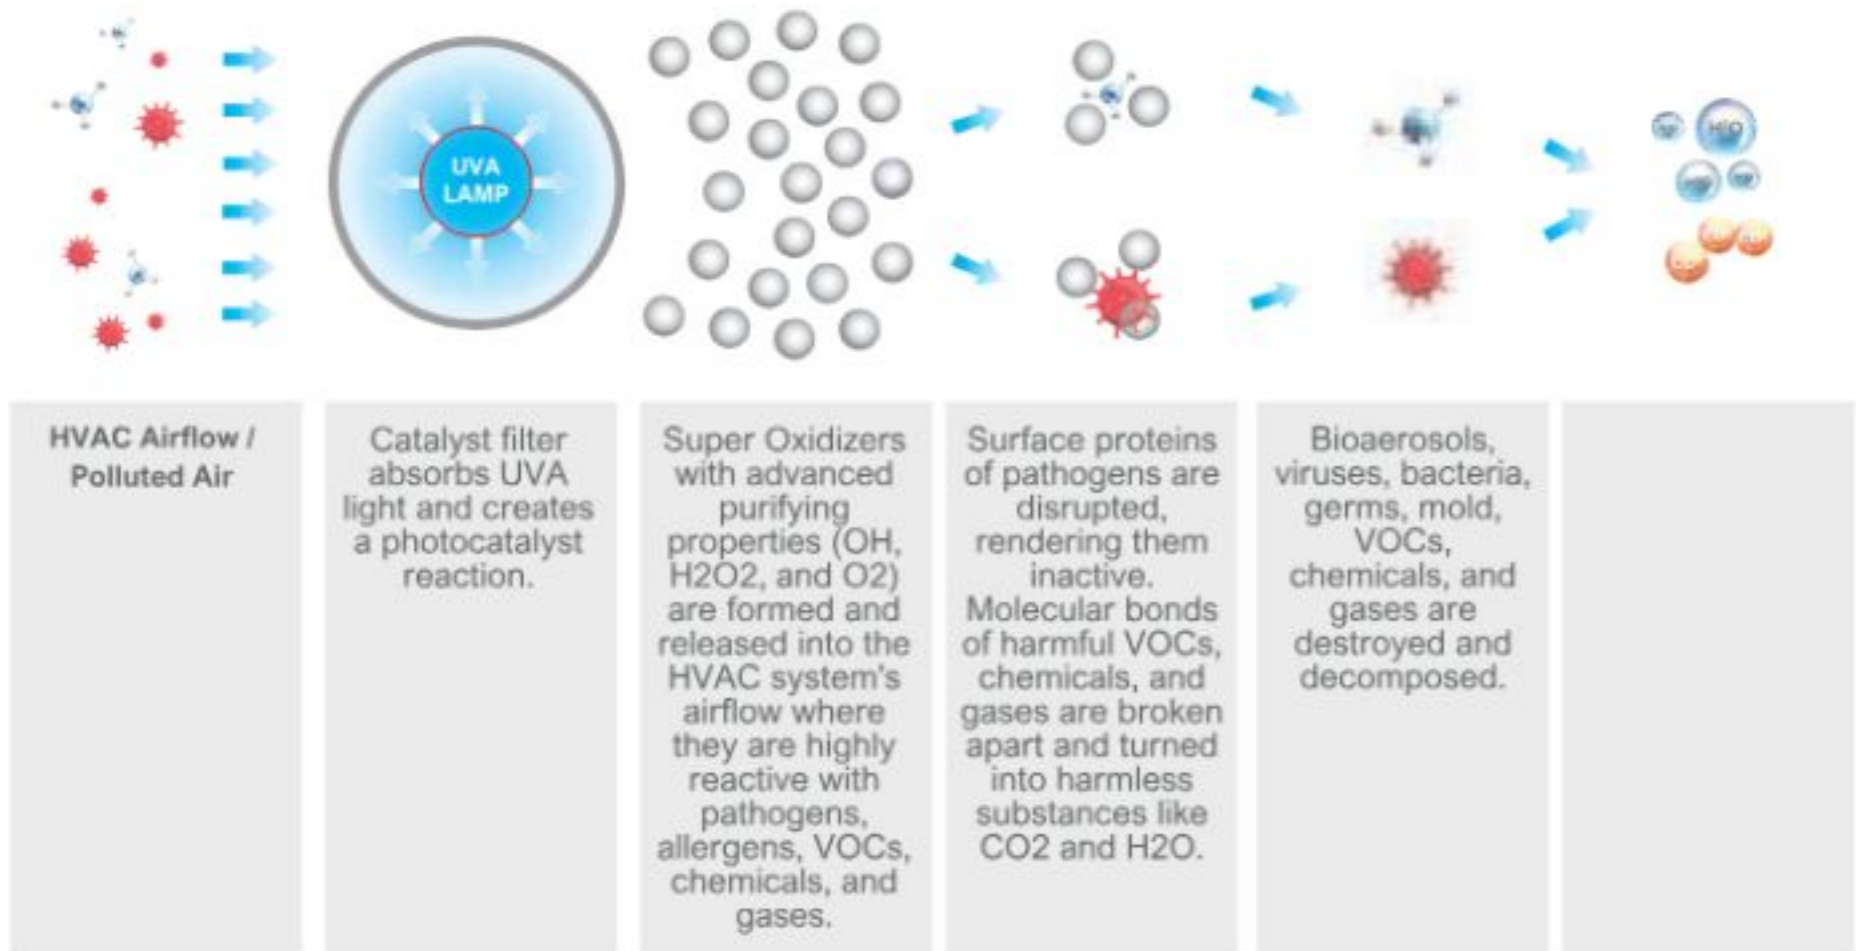 UVA
LAMP
H2O
HVAC Airflow /
Polluted Air
Catalyst filter
absorbs UVA
light and creates
a photocatalyst
reaction.
Super Oxidizers
with advanced
purifying
properties (OH,
H2O2, and O2)
are formed and
released into the
HVAC system's
airflow where
they are highly
reactive with
pathogens,
allergens, VOCs,
chemicals, and
gases.
Surface proteins
of pathogens are
disrupted,
rendering them
inactive.
Molecular bonds
of harmful VOCs,
chemicals, and
gases are broken
apart and turned
into harmless
substances like
CO2 and H2O.
Bioaerosols,
viruses, bacteria,
germs, mold,
VOCs,
chemicals, and
gases are
destroyed and
decomposed.